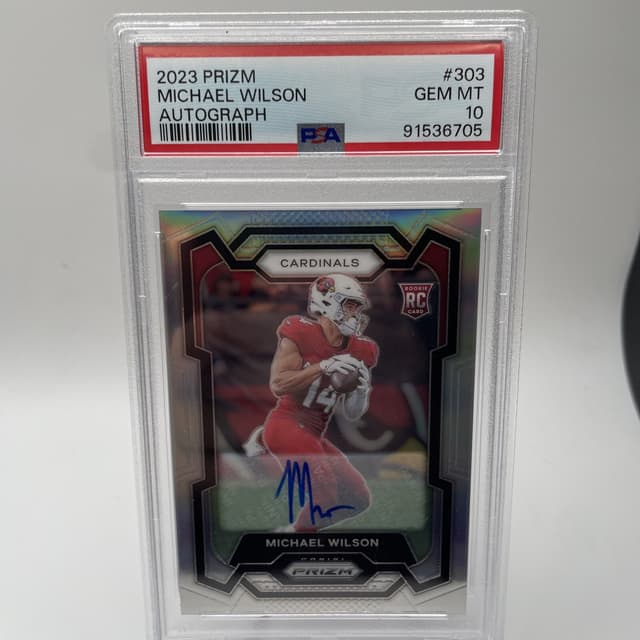 2023 PRIZM #303
MICHAEL WILSON GEM MT
AUTOGRAPH 10
PSA 91536705
CARDINALS
ROOKIE
RC
CARD
14
MICHAEL WILSON
PANINI
PRIZM